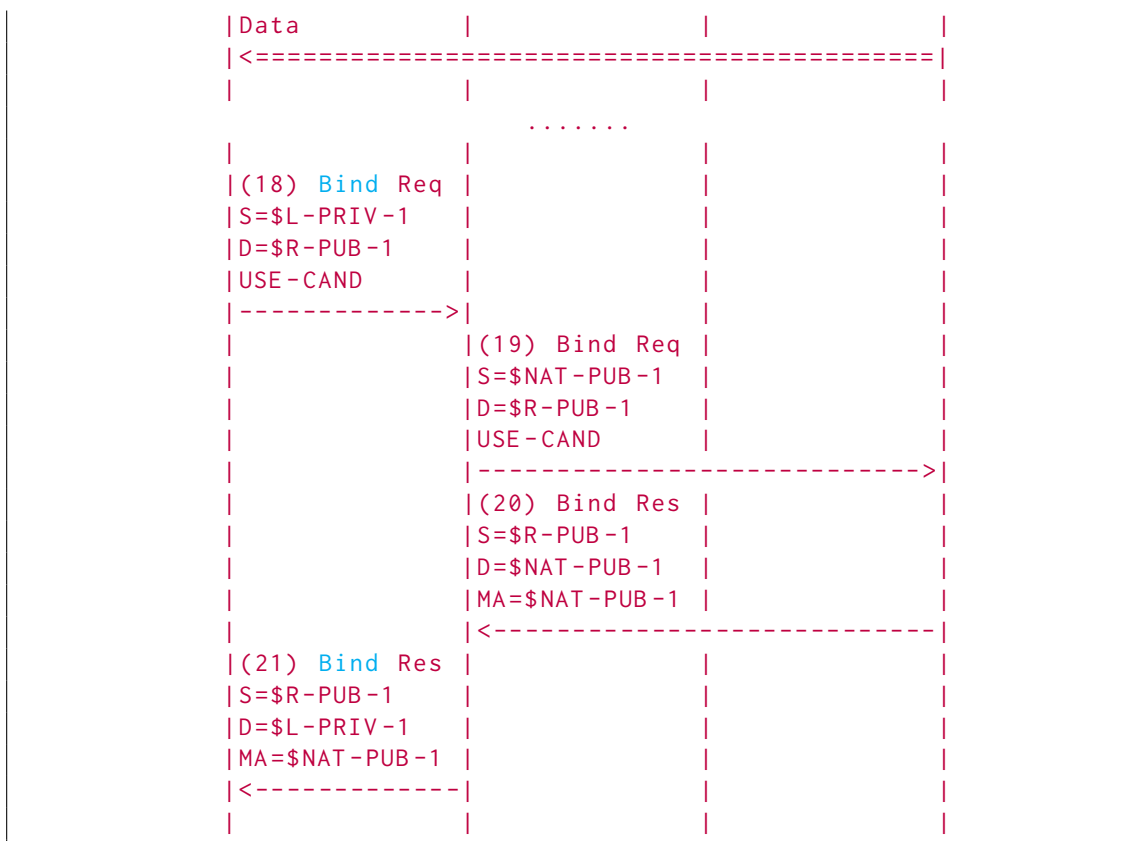 |Data          |              |              |
|<===========================================|
|              |              |              |
                   .......
|              |              |              |
|(18) Bind Req |              |              |
|S=$L-PRIV-1   |              |              |
|D=$R-PUB-1    |              |              |
|USE-CAND      |              |              |
|------------->|              |              |
|              |(19) Bind Req |              |
|              |S=$NAT-PUB-1  |              |
|              |D=$R-PUB-1    |              |
|              |USE-CAND      |              |
|              |---------------------------->|
|              |(20) Bind Res |              |
|              |S=$R-PUB-1    |              |
|              |D=$NAT-PUB-1  |              |
|              |MA=$NAT-PUB-1 |              |
|              |<----------------------------|
|(21) Bind Res |              |              |
|S=$R-PUB-1    |              |              |
|D=$L-PRIV-1   |              |              |
|MA=$NAT-PUB-1 |              |              |
|<-------------|              |              |
|              |              |              |